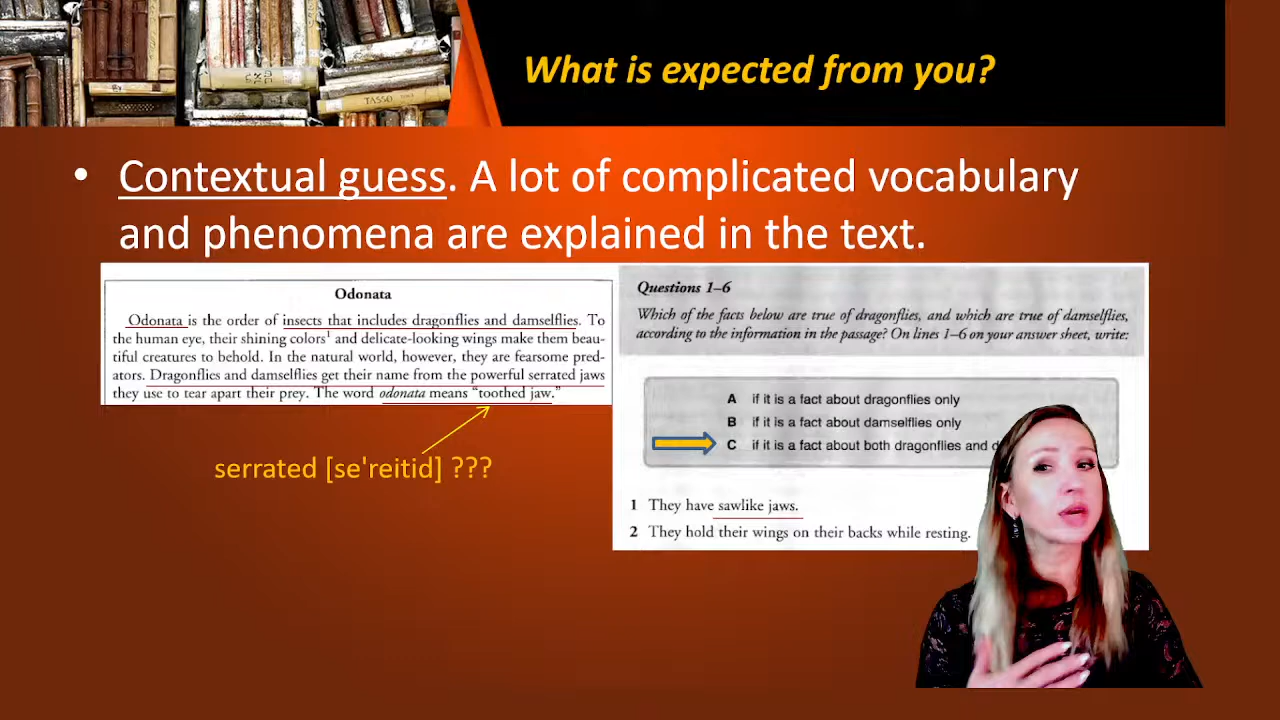 What is expected from you?
TASSO
• Contextual guess. A lot of complicated vocabulary
and phenomena are explained in the text.
Odonata
Odonata is the order of insects that includes dragonflies and damselflies. To
the human eye, their shining colors¹ and delicate-looking wings make them beau-
tiful creatures to behold. In the natural world, however, they are fearsome pred-
ators. Dragonflies and damselflies get their name from the powerful serrated jaws
they use to tear apart their prey. The word odonata means “toothed jaw.”
serrated [se'reitid] ???
Questions 1–6
Which of the facts below are true of dragonflies, and which are true of damselflies,
according to the information in the passage? On lines 1–6 on your answer sheet, write:
A if it is a fact about dragonflies only
B if it is a fact about damselflies only
C if it is a fact about both dragonflies and
1 They have sawlike jaws.
2 They hold their wings on their backs while resting.